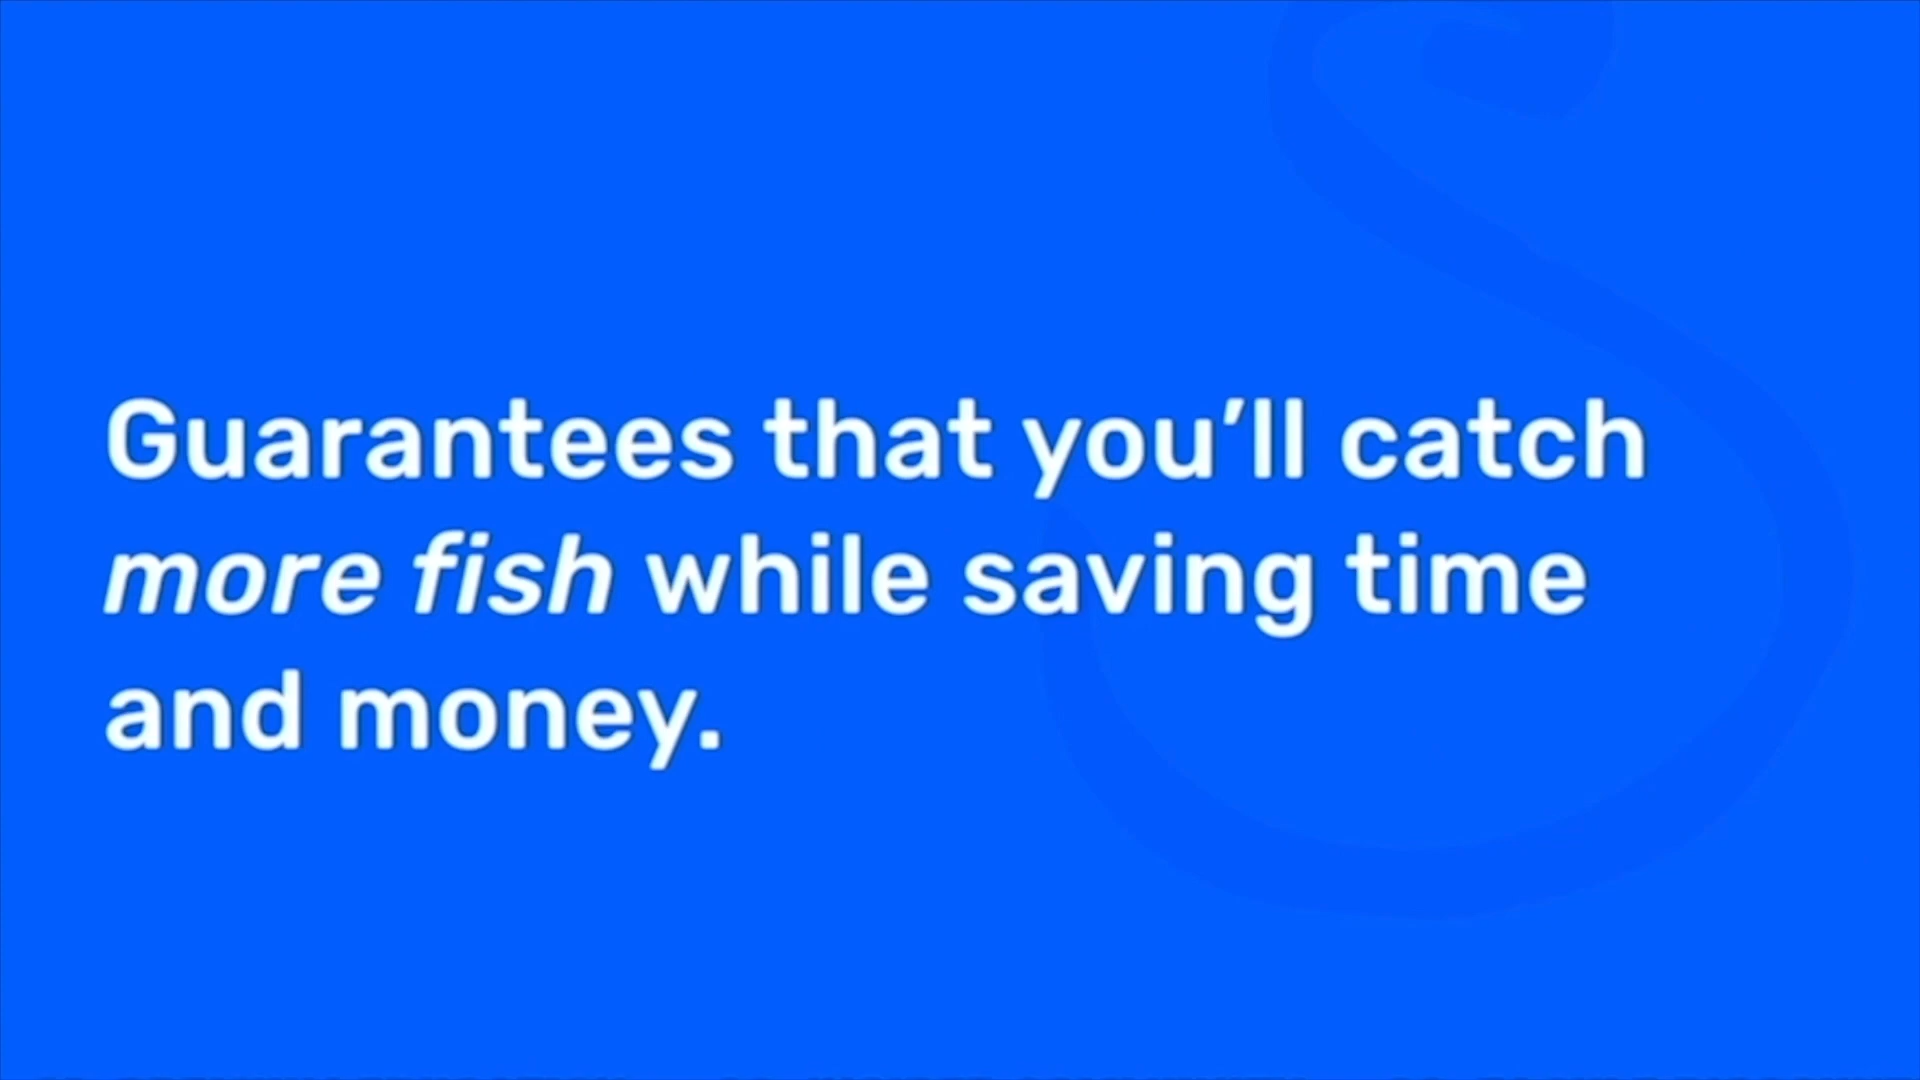 Guarantees that you’ll catch
more fish while saving time
and money.